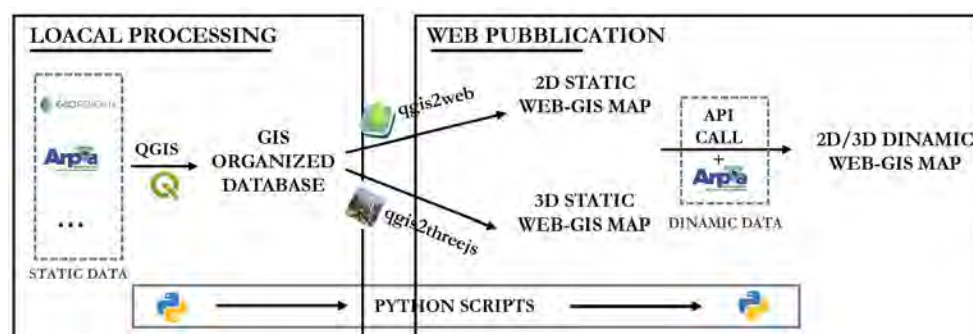 LOACAL PROCESSING
WEB PUBBLICATION
Arpa
...
STATIC DATA
QGIS
GIS
ORGANIZED
DATABASE
qgis2web
qgis2threejs
2D STATIC
WEB-GIS MAP
3D STATIC
WEB-GIS MAP
API
CALL
+
Arpa
DINAMIC DATA
2D/3D DINAMIC
WEB-GIS MAP
PYTHON SCRIPTS